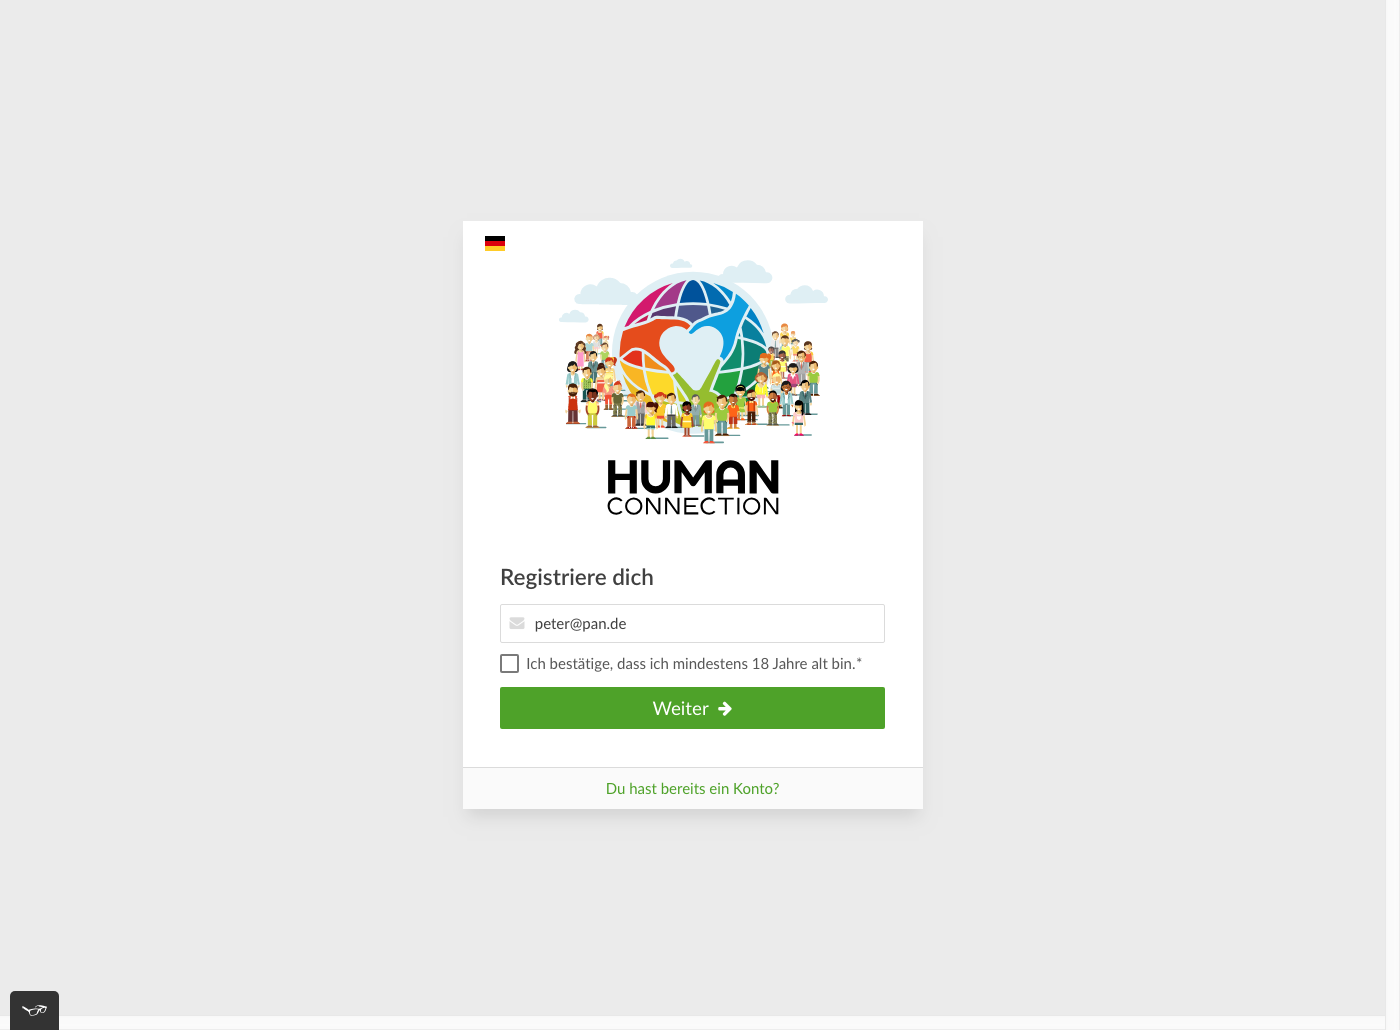 HUMAN
CONNECTION
Registriere dich
peter@pan.de
Ich bestätige, dass ich mindestens 18 Jahre alt bin.*
Weiter
Du hast bereits ein Konto?